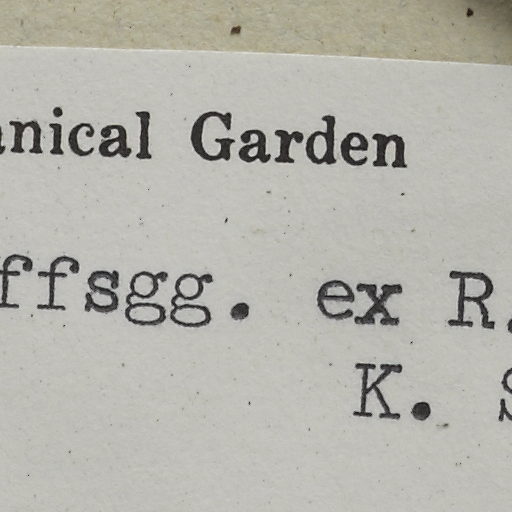 anical Garden
ffsgg. ex R.
K. S